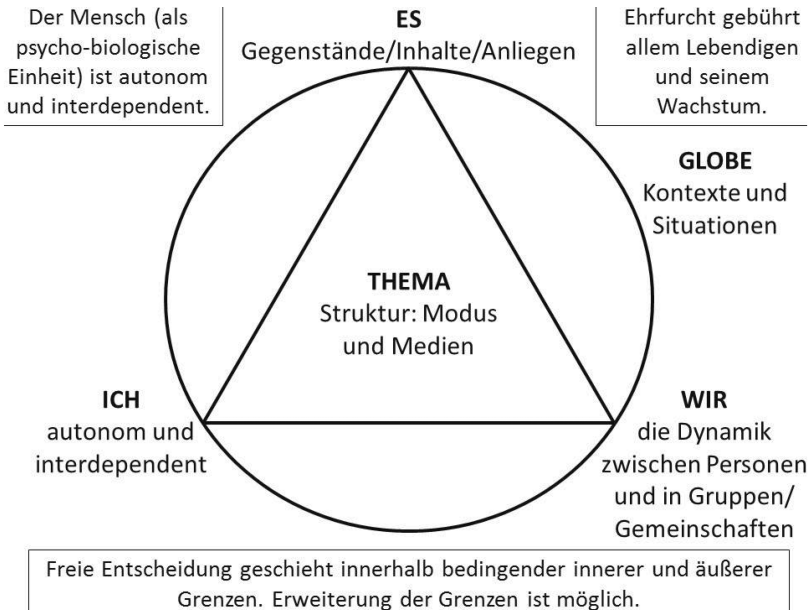 Der Mensch (als
psycho-biologische
Einheit) ist autonom
und interdependent.
ES
Gegenstände/Inhalte/Anliegen
Ehrfurcht gebührt
allem Lebendigen
und seinem
Wachstum.
GLOBE
Kontexte und
Situationen
THEMA
Struktur: Modus
und Medien
ICH
autonom und
interdependent
WIR
die Dynamik
zwischen Personen
und in Gruppen/
Gemeinschaften
Freie Entscheidung geschieht innerhalb bedingender innerer und äußerer
Grenzen. Erweiterung der Grenzen ist möglich.